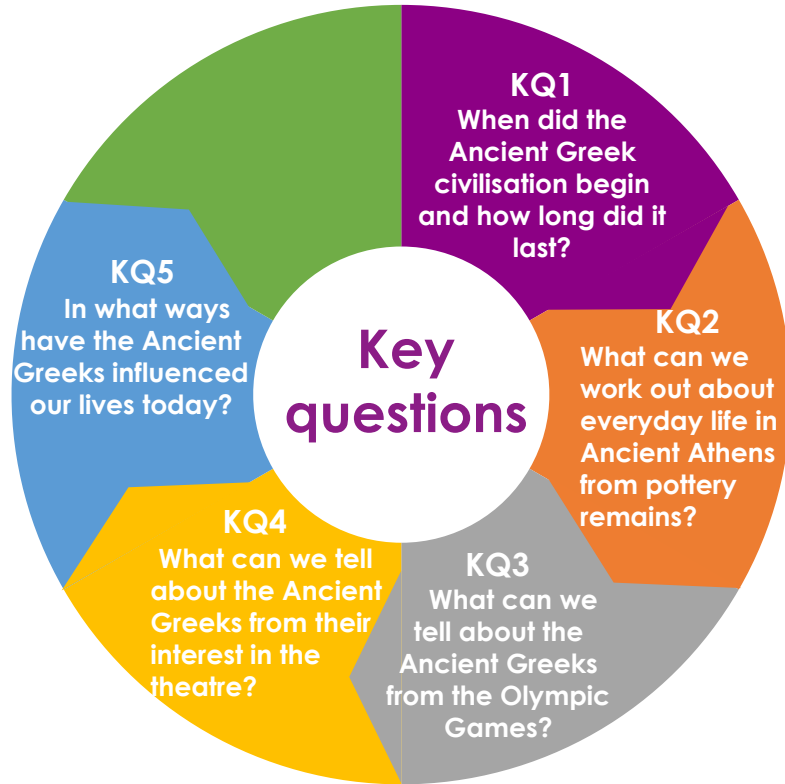 KQ1
When did the
Ancient Greek
civilisation begin
and how long did it
last?
KQ2
What can we
work out about
everyday life in
Ancient Athens
from pottery
remains?
KQ3
What can we
tell about the
Ancient Greeks
from the Olympic
Games?
KQ4
What can we tell
about the Ancient
Greeks from their
interest in the
theatre?
KQ5
In what ways
have the Ancient
Greeks influenced
our lives today?
Key
questions